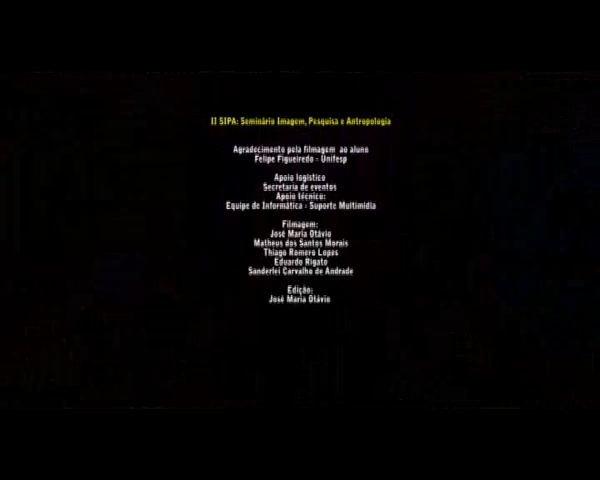 II SIPA: Seminário Imagem, Pesquisa e Antropologia
Agradecimento pela filmagem ao aluno
Felipe Figueiredo - Unifesp
Apoio logístico
Secretaria de eventos
Apoio técnico:
Equipe de Informática - Suporte Multimídia
Filmagem:
José Maria Otávio
Matheus dos Santos Morais
Thiago Romero Lopes
Eduardo Rigato
Sanderlei Carvalho de Andrade
Edição:
José Maria Otávio